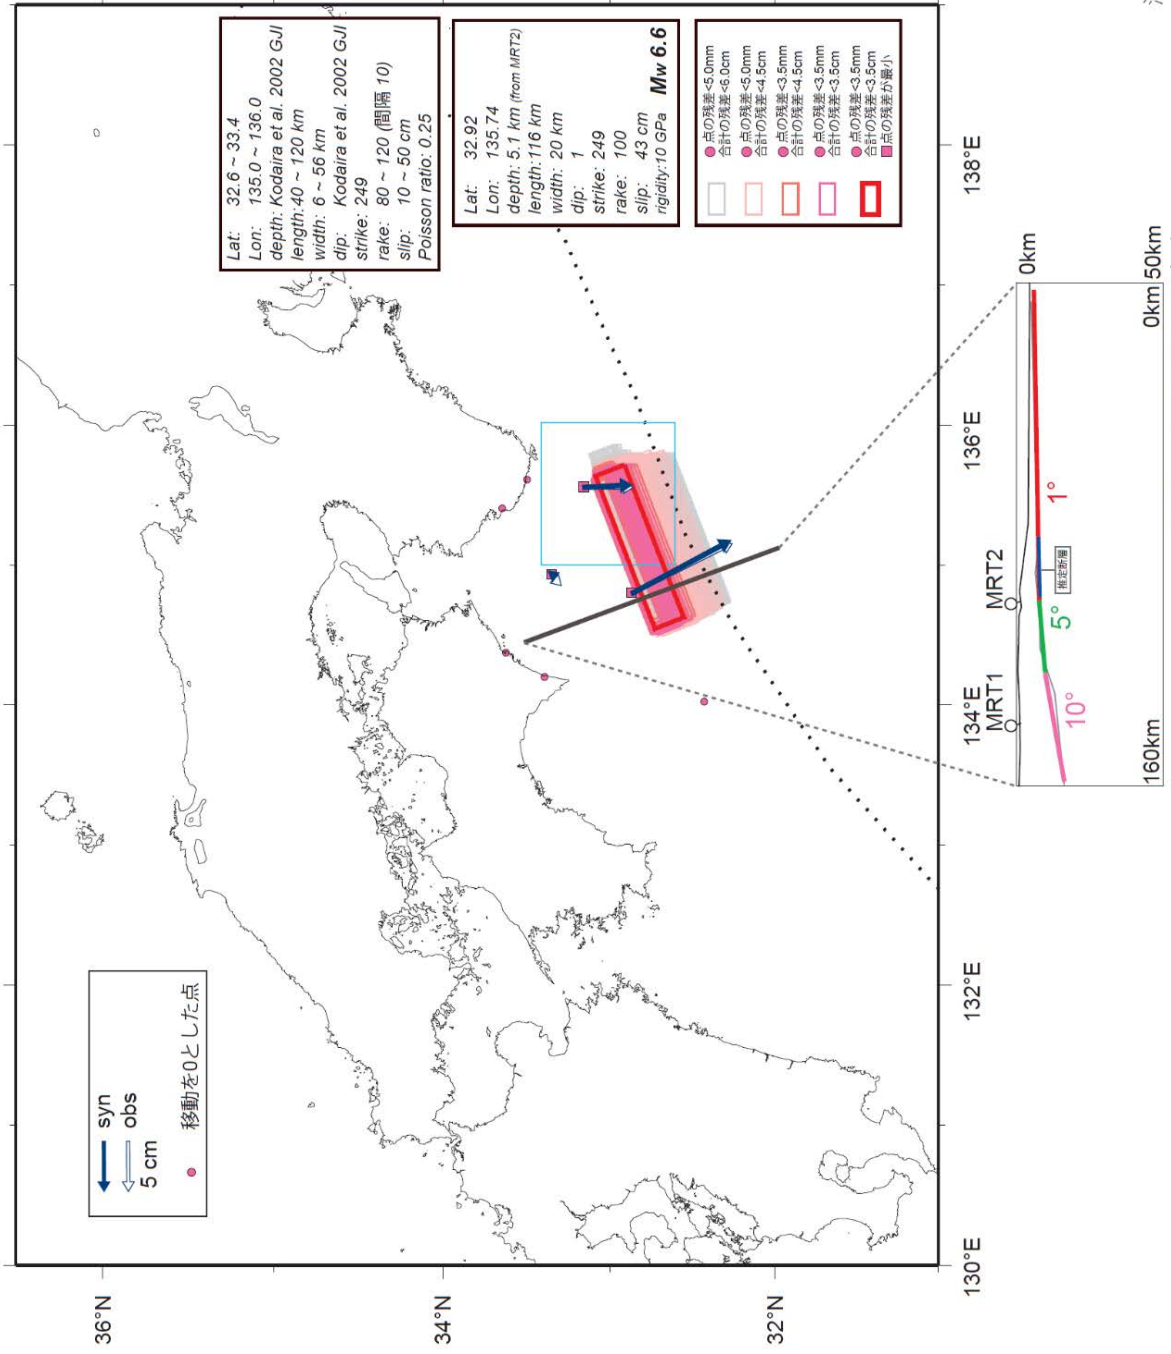 syn
obs
5 cm
移動を0とした点
Lat: 32.6 ~ 33.4
Lon: 135.0 ~ 136.0
depth: Kodaira et al. 2002 GJI
length:40 ~ 120 km
width: 6 ~ 56 km
dip: Kodaira et al. 2002 GJI
strike: 249
rake: 80 ~ 120 (間隔 10)
slip: 10 ~ 50 cm
Poisson ratio: 0.25
Lat: 32.92
Lon: 135.74
depth: 5.1 km (from MRT2)
length:116 km
width: 20 km
dip: 1
strike: 249
rake: 100
slip: 43 cm
rigidity:10 GPa Mw 6.6
点の残差<5.0mm
合計の残差<6.0cm
点の残差<5.0mm
合計の残差<4.5cm
点の残差<3.5mm
合計の残差<4.5cm
点の残差<3.5mm
合計の残差<3.5cm
点の残差<3.5mm
合計の残差<3.5cm
点の残差が最小
36°N
34°N
32°N
130°E
132°E
134°E
136°E
138°E
MRT1
MRT2
0km
10°
5°
推定断層
1°
160km
0km
50km